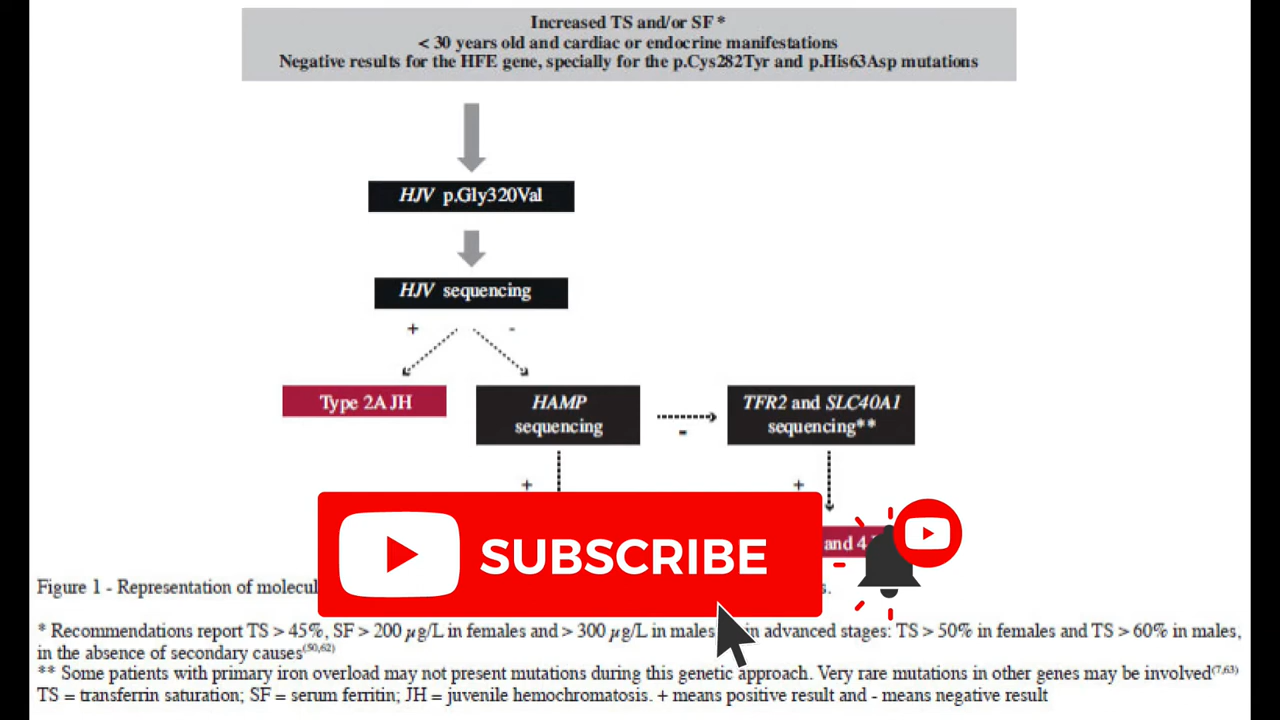 Increased TS and/or SF *
< 30 years old and cardiac or endocrine manifestations
Negative results for the HFE gene, specially for the p.Cys282Tyr and p.His63Asp mutations
HJV p.Gly320Val
HJV sequencing
+ -
Type 2A JH
HAMP
sequencing
-
TFR2 and SLC40A1
sequencing**
+ +
and 4
SUBSCRIBE
Figure 1 - Representation of
* Recommendations report TS > 45%, SF > 200 µg/L in females and > 300 µg/L in males in advanced stages: TS > 50% in females and TS > 60% in males,
in the absence of secondary causes(50,62)
** Some patients with primary iron overload may not present mutations during this genetic approach. Very rare mutations in other genes may be involved(7,63)
TS = transferrin saturation; SF = serum ferritin; JH = juvenile hemochromatosis. + means positive result and - means negative result